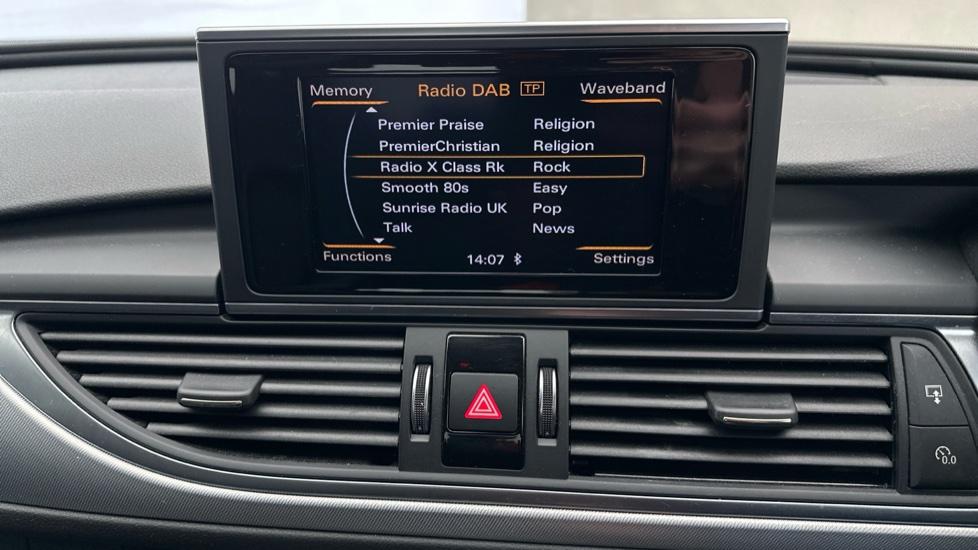 Memory Radio DAB TP Waveband
Premier Praise Religion
PremierChristian Religion
Radio X Class Rk Rock
Smooth 80s Easy
Sunrise Radio UK Pop
Talk News
Functions 14:07 Settings
0.0